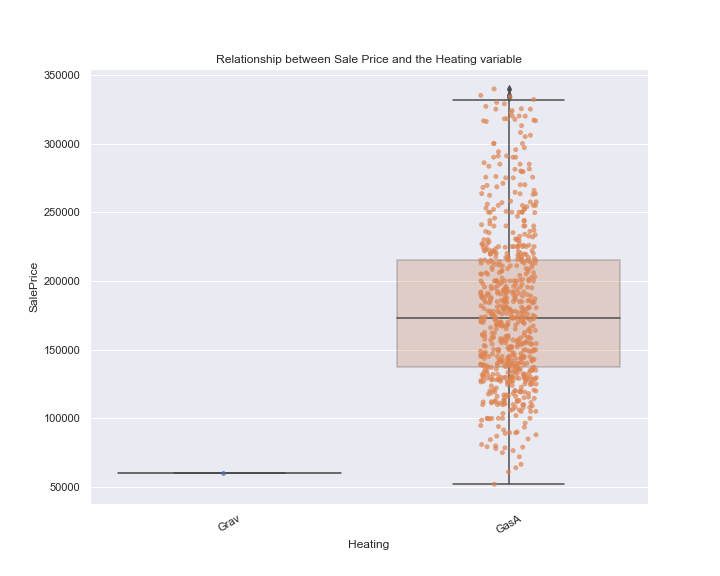 Relationship between Sale Price and the Heating variable
350000
300000
250000
200000
150000
100000
50000
SalePrice
Grav
GasA
Heating